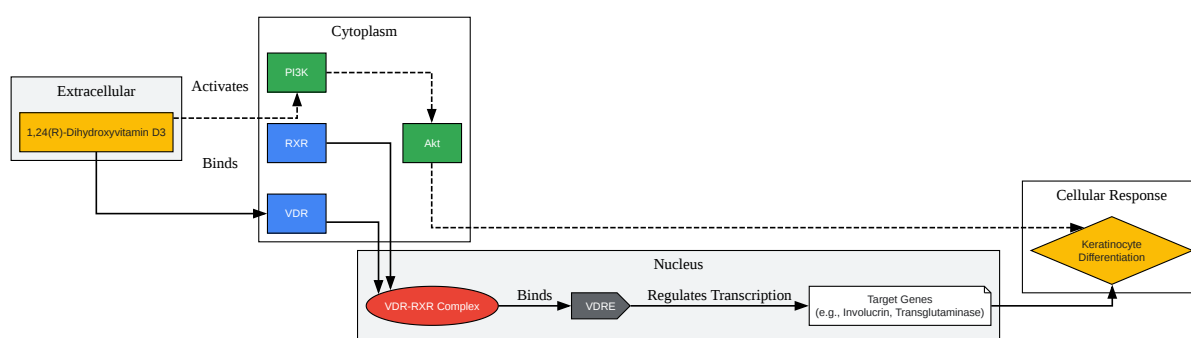 Cytoplasm
PI3K
Activates
Extracellular
1,24(R)-Dihydroxyvitamin D3
RXR
Akt
Binds
VDR
Cellular Response
Keratinocyte
Differentiation
Nucleus
VDR-RXR Complex
Binds
VDRE
Regulates Transcription
Target Genes
(e.g., Involucrin, Transglutaminase)